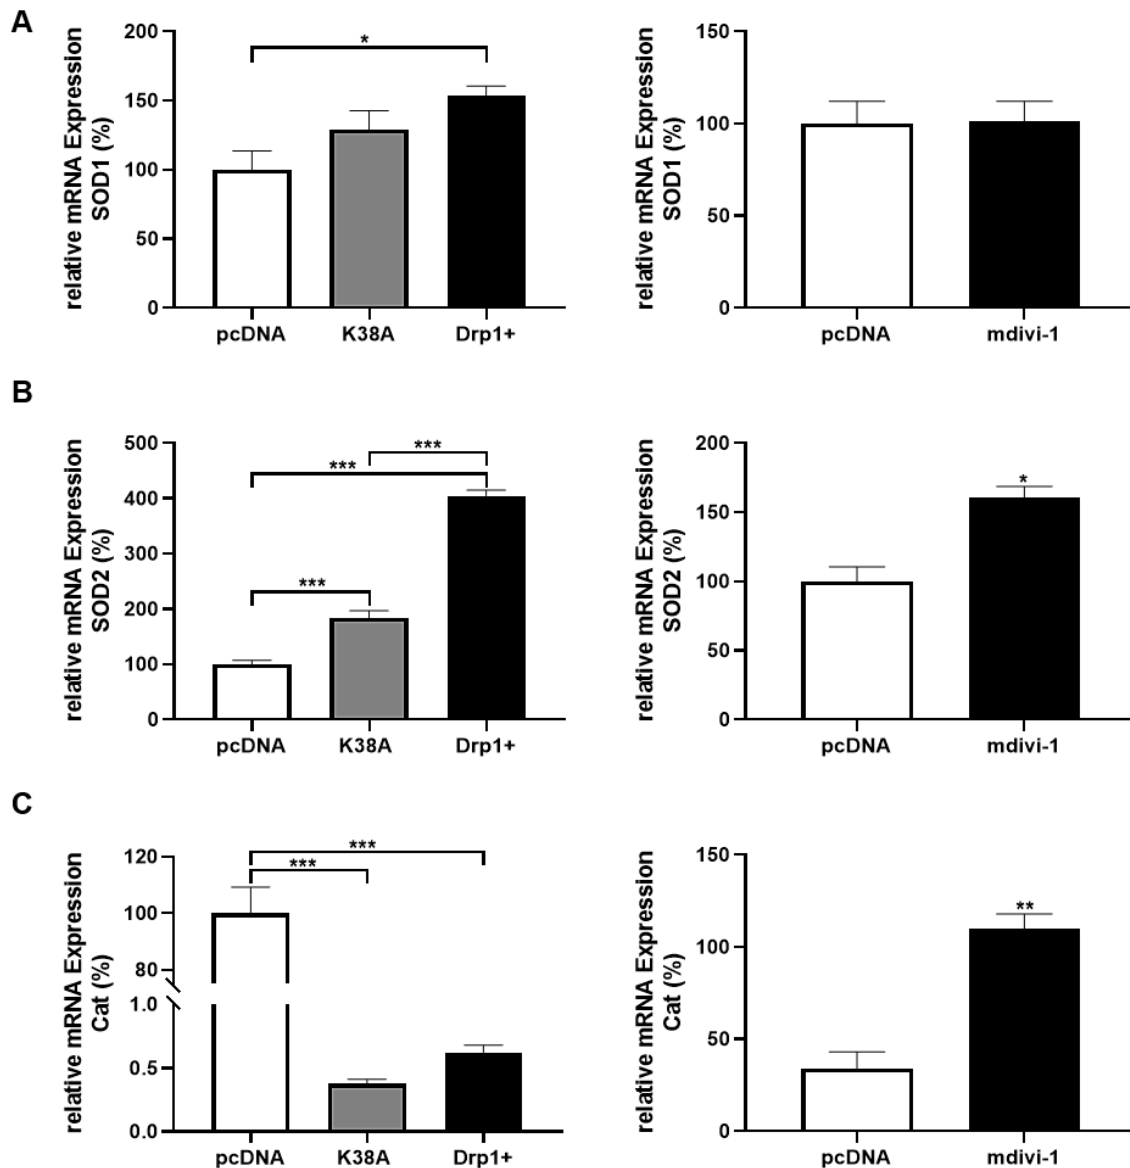 A
relative mRNA Expression
SOD1 (%)
200
150
100
50
0
*
pcDNA K38A Drp1+
relative mRNA Expression
SOD1 (%)
150
100
50
0
pcDNA mdivi-1
B
relative mRNA Expression
SOD2 (%)
500
400
300
200
100
0
***
***
***
pcDNA K38A Drp1+
relative mRNA Expression
SOD2 (%)
200
150
100
50
0
*
pcDNA mdivi-1
C
relative mRNA Expression
Cat (%)
120
100
80
1.0
0.5
0.0
***
***
pcDNA K38A Drp1+
relative mRNA Expression
Cat (%)
150
100
50
0
**
pcDNA mdivi-1